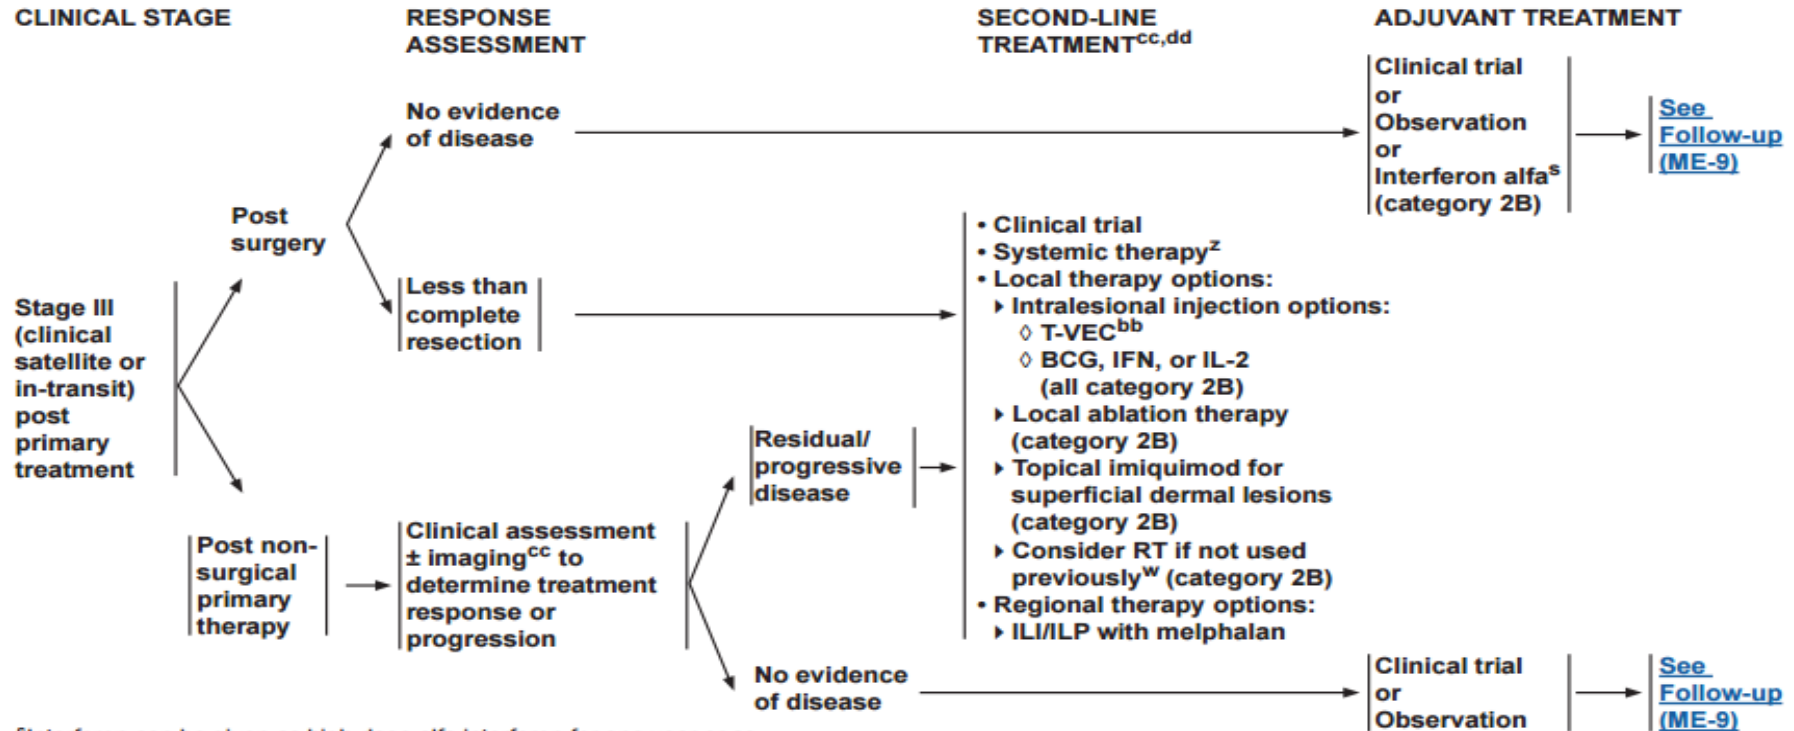 CLINICAL STAGE
RESPONSE
ASSESSMENT
SECOND-LINE
TREATMENTcc,dd
ADJUVANT TREATMENT
Stage III
(clinical
satellite or
in-transit)
post
primary
treatment
Post
surgery
No evidence
of disease
Clinical trial
or
Observation
or
Interferon alfas
(category 2B)
See
Follow-up
(ME-9)
Less than
complete
resection
• Clinical trial
• Systemic therapyz
• Local therapy options:
▸ Intralesional injection options:
◊ T-VECbb
◊ BCG, IFN, or IL-2
(all category 2B)
▸ Local ablation therapy
(category 2B)
▸ Topical imiquimod for
superficial dermal lesions
(category 2B)
▸ Consider RT if not used
previouslyw (category 2B)
• Regional therapy options:
▸ ILI/ILP with melphalan
Post non-
surgical
primary
therapy
Clinical assessment
± imagingcc to
determine treatment
response or
progression
Residual/
progressive
disease
No evidence
of disease
Clinical trial
or
Observation
See
Follow-up
(ME-9)